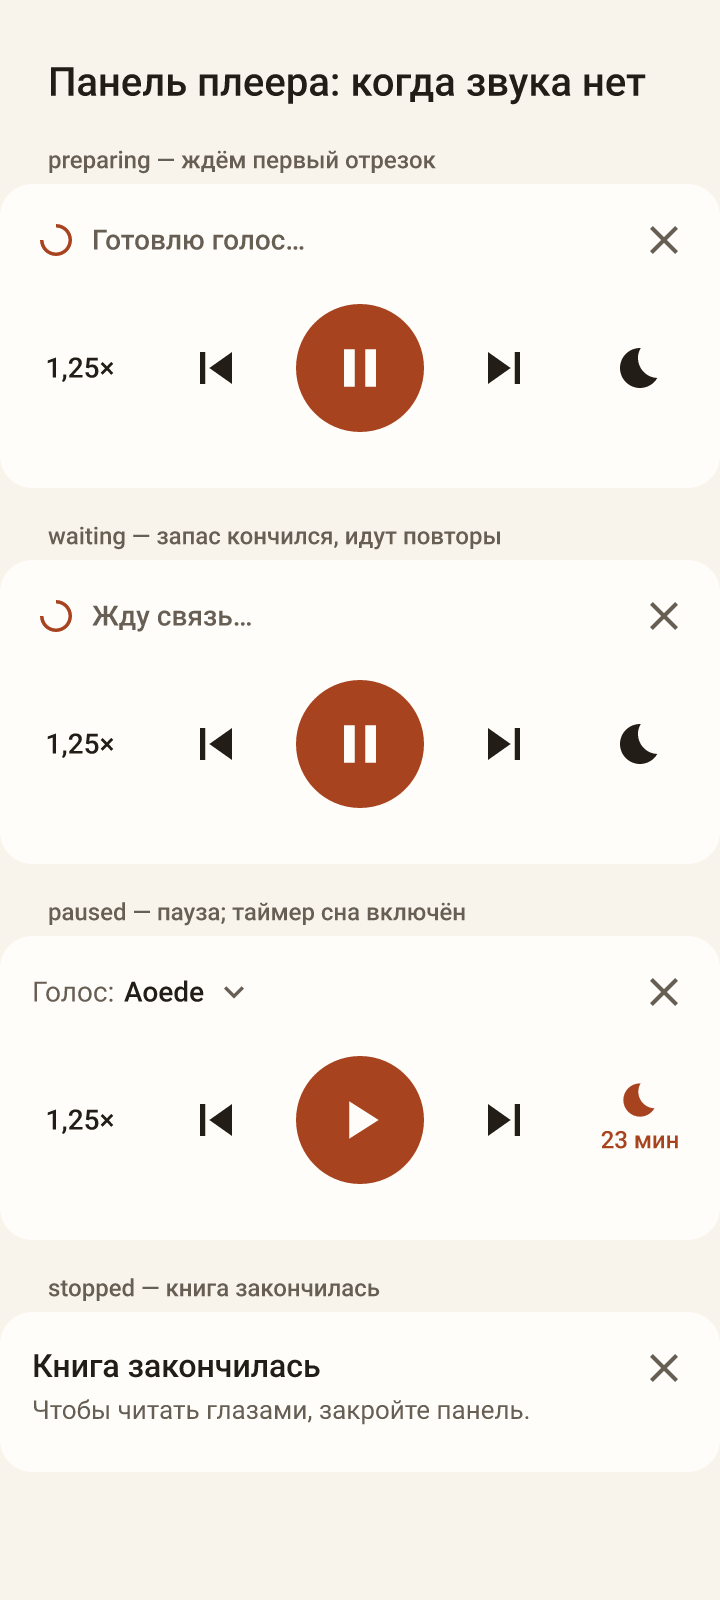 Панель плеера: когда звука нет
preparing — ждём первый отрезок
Готовлю голос...
1,25×
waiting — запас кончился, идут повторы
Жду связь...
1,25×
paused — пауза; таймер сна включён
Голос: Aoede
1,25×
23 мин
stopped — книга закончилась
Книга закончилась
Чтобы читать глазами, закройте панель.